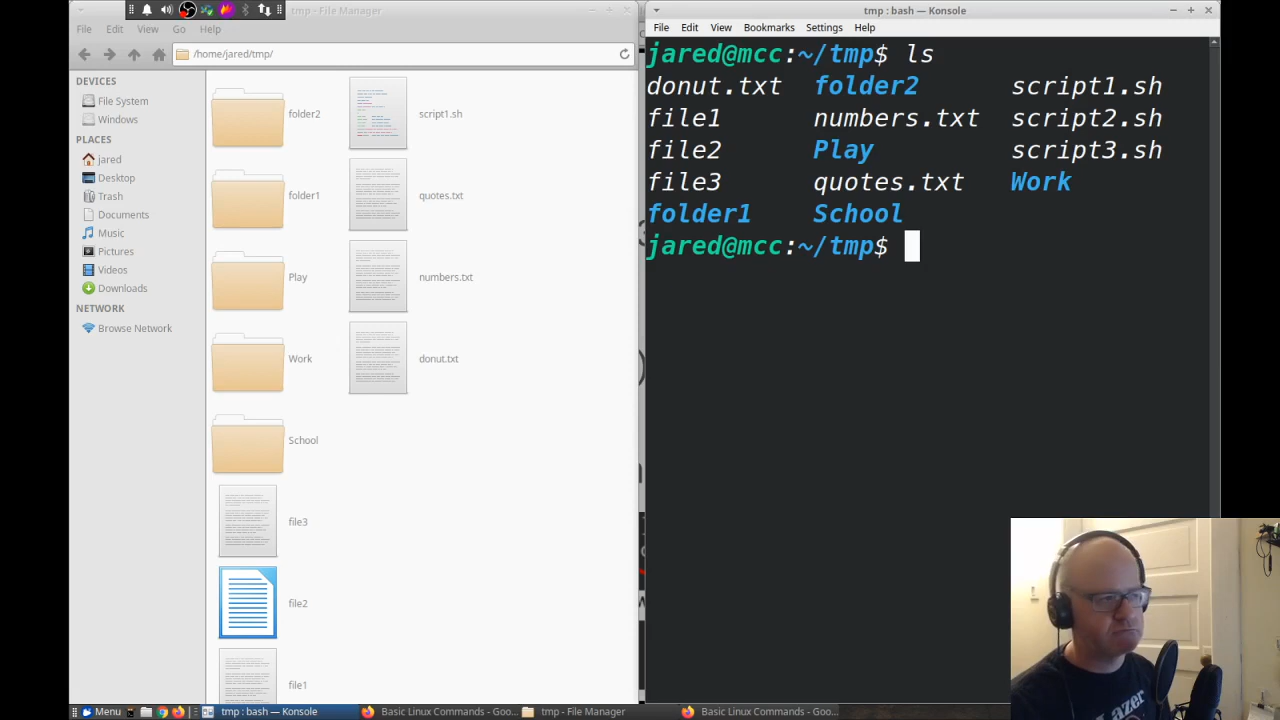 tmp - File Manager
File Edit View Go Help
/home/jared/tmp/
DEVICES
File System
Windows
PLACES
jared
Desktop
Trash
Documents
Music
Pictures
Videos
Downloads
NETWORK
Browse Network
folder2
folder1
Play
Work
School
file3
file2
file1
script1.sh
quotes.txt
numbers.txt
donut.txt
tmp : bash — Konsole
File Edit View Bookmarks Settings Help
jared@mcc:~/tmp$ ls
donut.txt folder2 script1.sh
file1 numbers.txt script2.sh
file2 Play script3.sh
file3 quotes.txt Work
folder1 School
jared@mcc:~/tmp$
Menu tmp : bash — Konsole Basic Linux Commands - Goo... tmp - File Manager Basic Linux Commands - Goo...